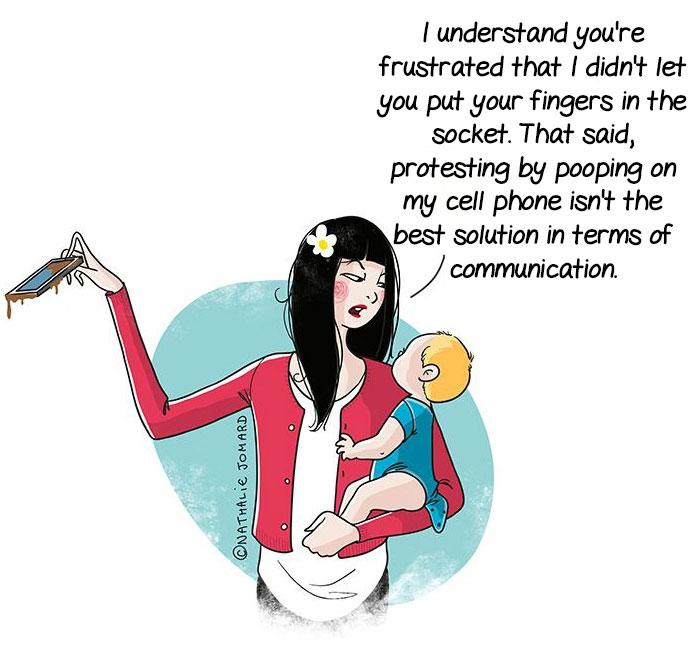 I understand you're
frustrated that I didn't let
you put your fingers in the
socket. That said,
protesting by pooping on
my cell phone isn't the
best solution in terms of
communication.
©NATHALiE JOMARD